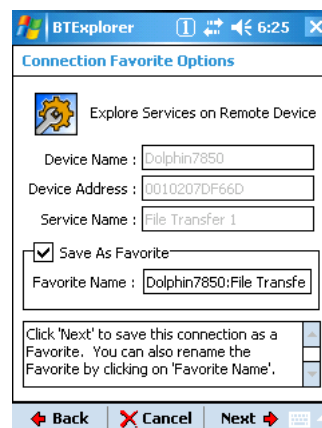 BTExplorer 1 6:25
Connection Favorite Options
Explore Services on Remote Device
Device Name : Dolphin7850
Device Address : 0010207DF66D
Service Name : File Transfer 1
Save As Favorite
Favorite Name : Dolphin7850:File Transfe
Click 'Next' to save this connection as a
Favorite. You can also rename the
Favorite by clicking on 'Favorite Name'.
Back Cancel Next